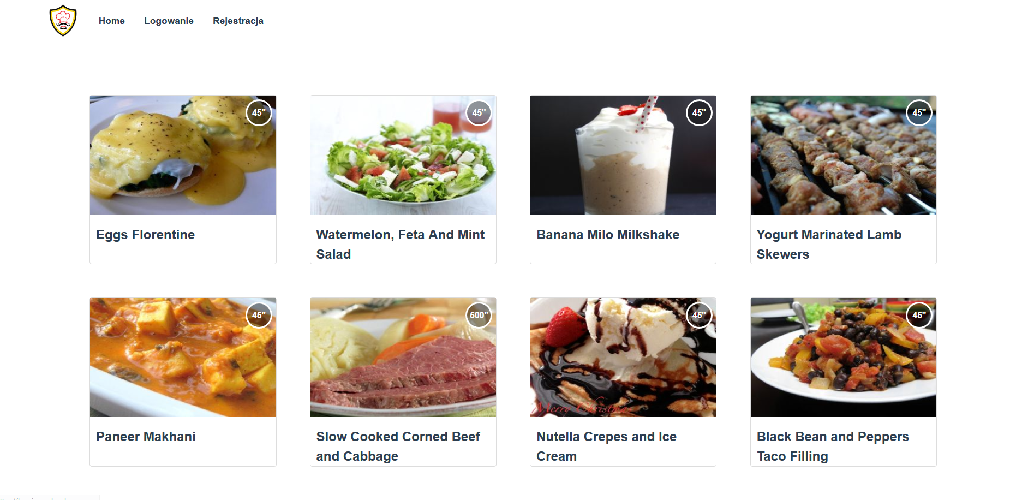 Home Logowanie Rejestracja
45" 45" 45" 45"
Eggs Florentine
Watermelon, Feta And Mint
Salad
Banana Milo Milkshake
Yogurt Marinated Lamb
Skewers
45" 600" 45" 45"
Paneer Makhani
Slow Cooked Corned Beef
and Cabbage
Nutella Crepes and Ice
Cream
Black Bean and Peppers
Taco Filling